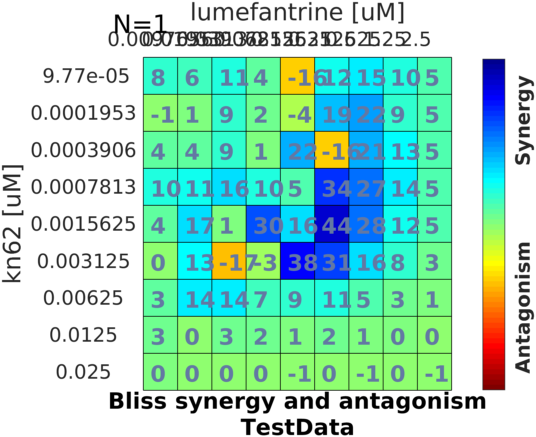 N=1
lumefantrine [uM]
2.5
9.77e-05 8 6 11 4 -16 12 15 10 5
0.0001953 -1 1 9 2 -4 19 22 9 5
0.0003906 4 4 9 1 22 -16 21 13 5
0.0007813 10 11 16 10 5 34 27 14 5
0.0015625 4 17 1 30 16 44 28 12 5
0.003125 0 13 -17 -3 38 31 16 8 3
0.00625 3 14 14 7 9 11 5 3 1
0.0125 3 0 3 2 1 2 1 0 0
0.025 0 0 0 0 -1 0 -1 0 -1
kn62 [uM]
Synergy
Antagonism
Bliss synergy and antagonism
TestData